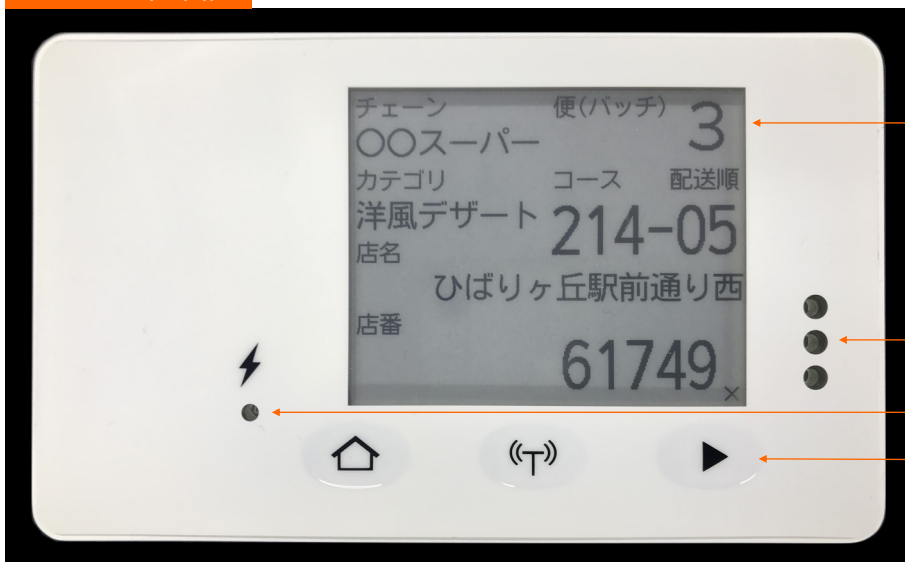 チェーン 便(バッチ) 3
〇〇スーパー
カテゴリ コース 配送順
洋風デザート 214-05
店名
ひばりヶ丘駅前通り西
店番
61749
×